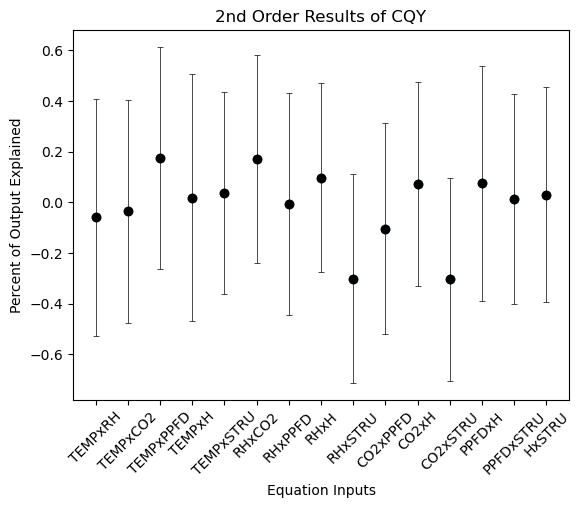 2nd Order Results of CQY
Percent of Output Explained
0.6
0.4
0.2
0.0
−0.2
−0.4
−0.6
TEMPxRH
TEMPxCO2
TEMPxPPFD
TEMPxH
TEMPxSTRU
RHxCO2
RHxPPFD
RHxH
RHxSTRU
CO2xPPFD
CO2xH
CO2xSTRU
PPFDxH
PPFDxSTRU
HxSTRU
Equation Inputs